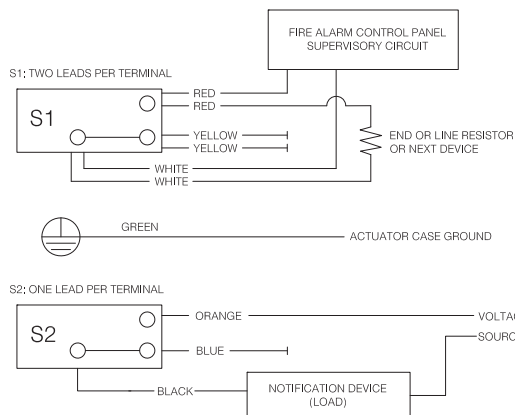 FIRE ALARM CONTROL PANEL
SUPERVISORY CIRCUIT
S1: TWO LEADS PER TERMINAL
RED
RED
S1
YELLOW
YELLOW
END OR LINE RESISTOR
OR NEXT DEVICE
WHITE
WHITE
GREEN
ACTUATOR CASE GROUND
S2: ONE LEAD PER TERMINAL
ORANGE
S2
BLUE
BLACK
NOTIFICATION DEVICE
(LOAD)